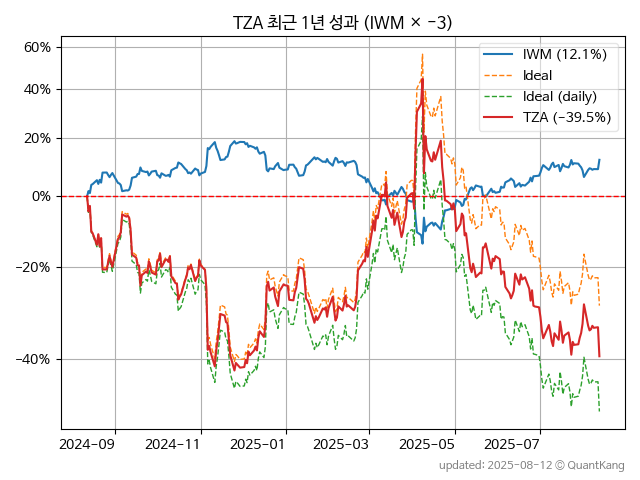 TZA 최근 1년 성과 (IWM × −3)
60%
40%
20%
0%
−20%
−40%
IWM (12.1%)
Ideal
Ideal (daily)
TZA (−39.5%)
2024−09
2024−11
2025−01
2025−03
2025−05
2025−07
updated: 2025−08−12 © QuantKang